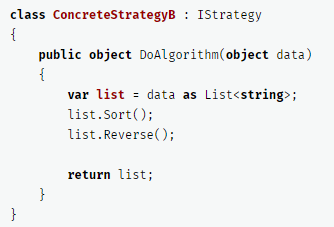 class ConcreteStrategyB : IStrategy
{
    public object DoAlgorithm(object data)
    {
        var list = data as List<string>;
        list.Sort();
        list.Reverse();

        return list;
    }
}